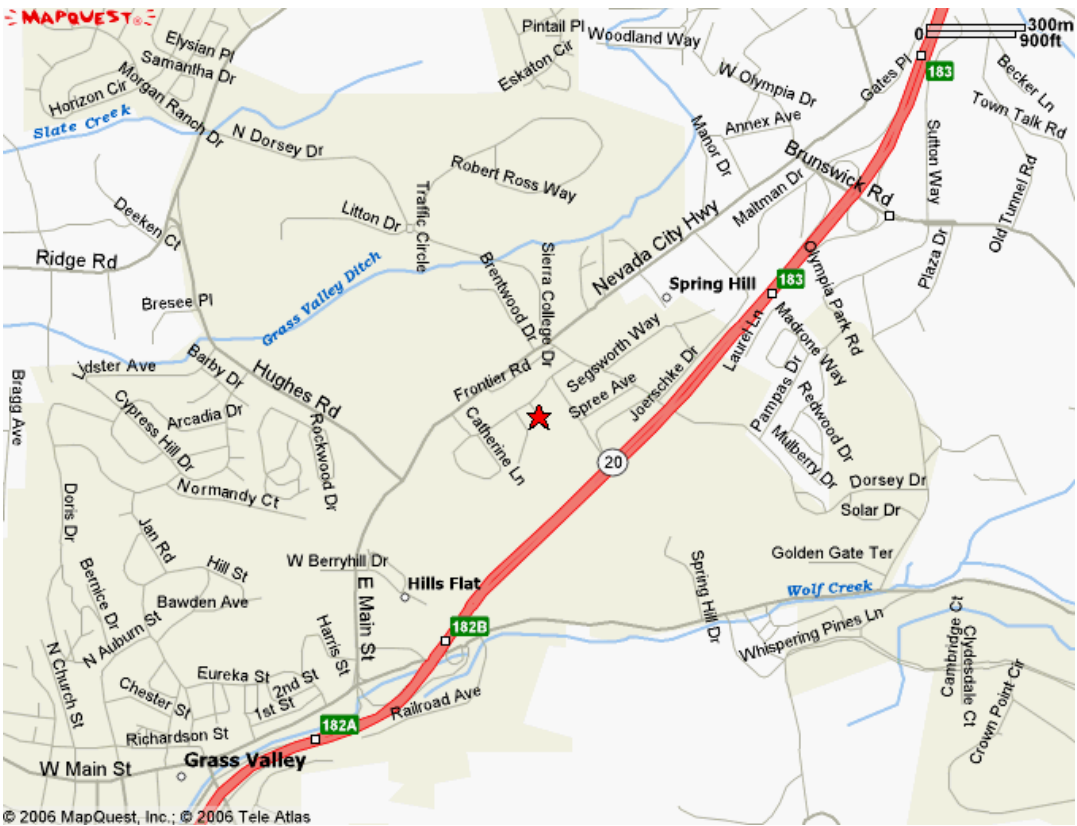 MAPQUEST®
300m
0
900ft
Pintail Pl
Woodland Way
Elysian Pl
Eskaton Cir
Samantha Dr
Gates Pl
183
Becker Ln
W Olympia Dr
Horizon Cir
Morgan Ranch Dr
Town Talk Rd
Slate Creek
N Dorsey Dr
Annex Ave
Manor Dr
Sutton Way
Brunswick Rd
Robert Ross Way
Maltman Dr
Old Tunnel Rd
Litton Dr
Traffic Circle
Deeken Ct
Nevada City Hwy
Plaza Dr
Ridge Rd
Grass Valley Ditch
Brentwood Dr
Sierra College Dr
Spring Hill
183
Olympia Park Rd
Bresee Pl
Laurel Ln
Madrone Way
Lidster Ave
Barby Dr
Hughes Rd
Frontier Rd
Segsworth Way
Spree Ave
Joerschke Dr
Pampas Dr
Redwood Dr
Bragg Ave
Cypress Hill Dr
Arcadia Dr
Rockwood Dr
Catherine Ln
Mulberry Dr
20
Dorsey Dr
Doris Dr
Normandy Ct
Solar Dr
Jan Rd
W Berryhill Dr
Golden Gate Ter
Hill St
Hills Flat
Spring Hill Dr
Wolf Creek
Bernice Dr
Bawden Ave
E Main St
N Auburn St
182B
Whispering Pines Ln
Cambridge Ct
Clydesdale Ct
Harris St
N Church St
Eureka St
2nd St
Chester St
1st St
Railroad Ave
Crown Point Cir
182A
Richardson St
W Main St
Grass Valley
© 2006 MapQuest, Inc.; © 2006 Tele Atlas